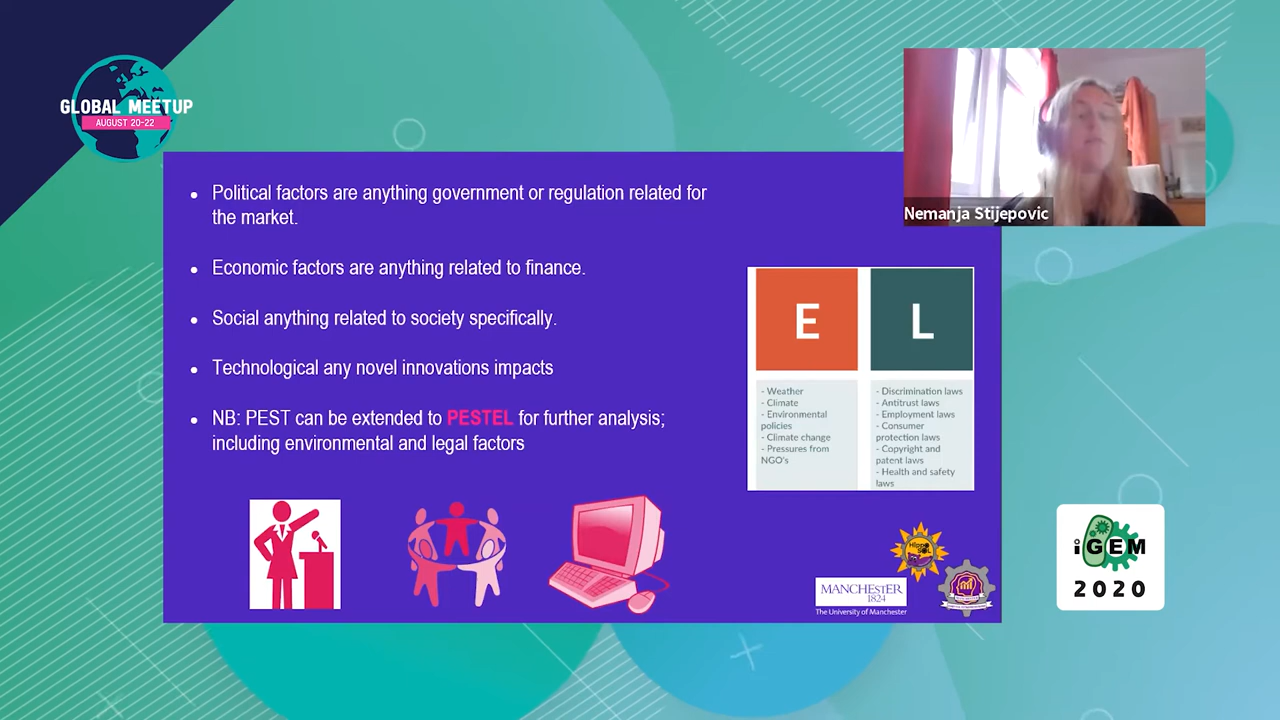 GLOBAL MEETUP
AUGUST 20-22
Nemanja Stijepovic
• Political factors are anything government or regulation related for
the market.
• Economic factors are anything related to finance.
• Social anything related to society specifically.
• Technological any novel innovations impacts
• NB: PEST can be extended to PESTEL for further analysis;
including environmental and legal factors
E
- Weather
- Climate
- Environmental
policies
- Climate change
- Pressures from
NGO's
L
- Discrimination laws
- Antitrust laws
- Employment laws
- Consumer
protection laws
- Copyright and
patent laws
- Health and safety
laws
Hippo
SOL
MANCHESTER
1824
The University of Manchester
iGEM
2020